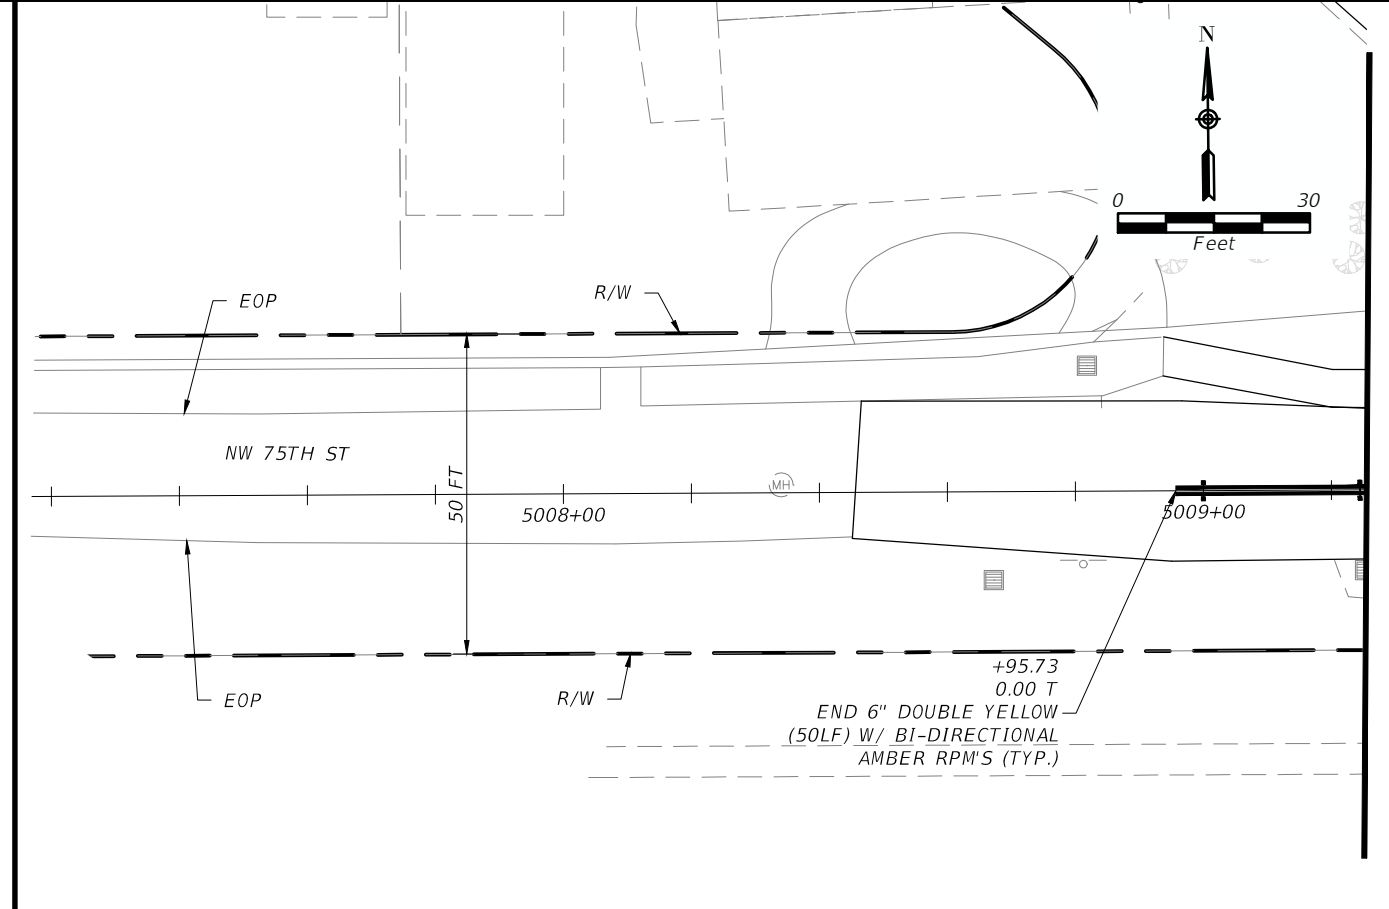 N
0 30
Feet
EOP
R/W
NW 75TH ST
50 FT
MH
5008+00
5009+00
EOP
R/W
+95.73
0.00 T
END 6" DOUBLE YELLOW
(50LF) W/ BI-DIRECTIONAL
AMBER RPM'S (TYP.)